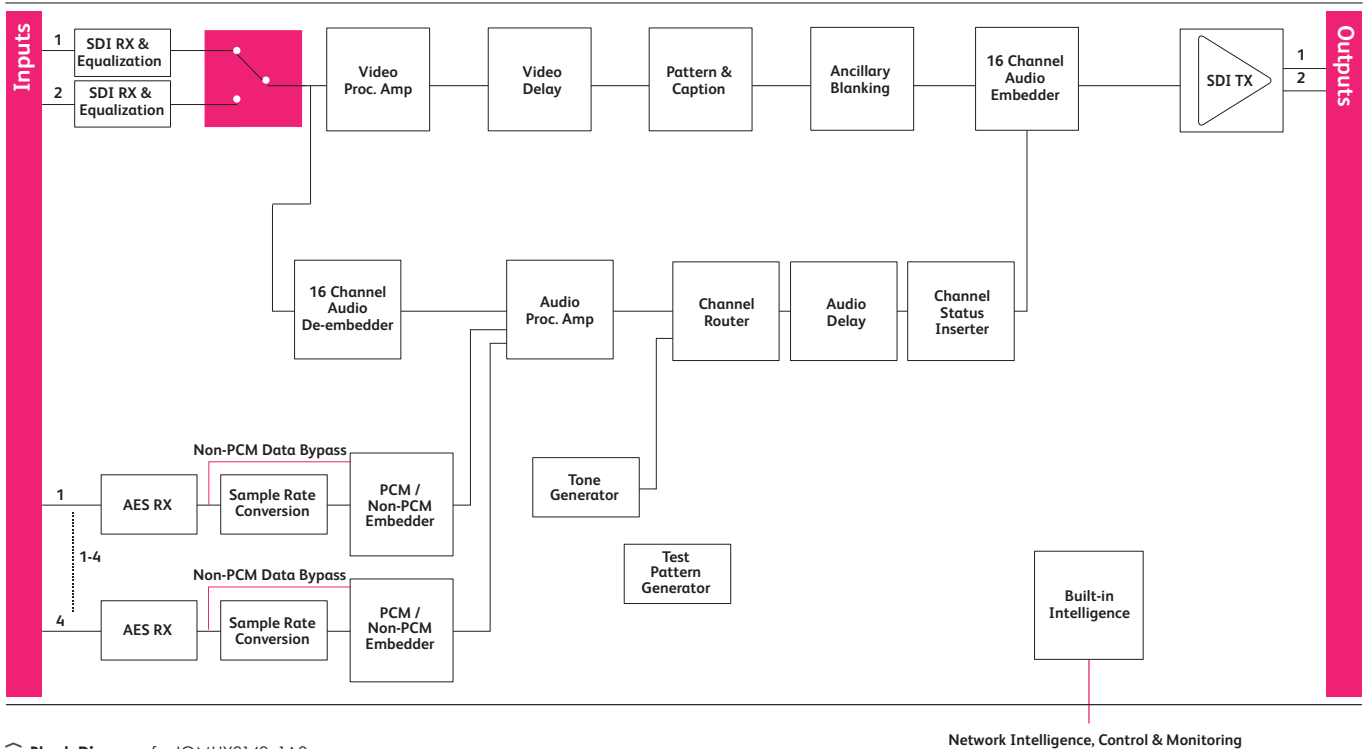 Inputs
1
SDI RX &
Equalization
2
SDI RX &
Equalization
Video
Proc. Amp
Video
Delay
Pattern &
Caption
Ancillary
Blanking
16 Channel
Audio
Embedder
SDI TX
1
2
Outputs
16 Channel
Audio
De-embedder
Audio
Proc. Amp
Channel
Router
Audio
Delay
Channel
Status
Inserter
Non-PCM Data Bypass
1
AES RX
Sample Rate
Conversion
PCM /
Non-PCM
Embedder
Tone
Generator
1-4
Test
Pattern
Generator
Non-PCM Data Bypass
4
AES RX
Sample Rate
Conversion
PCM /
Non-PCM
Embedder
Built-in
Intelligence
Network Intelligence, Control & Monitoring